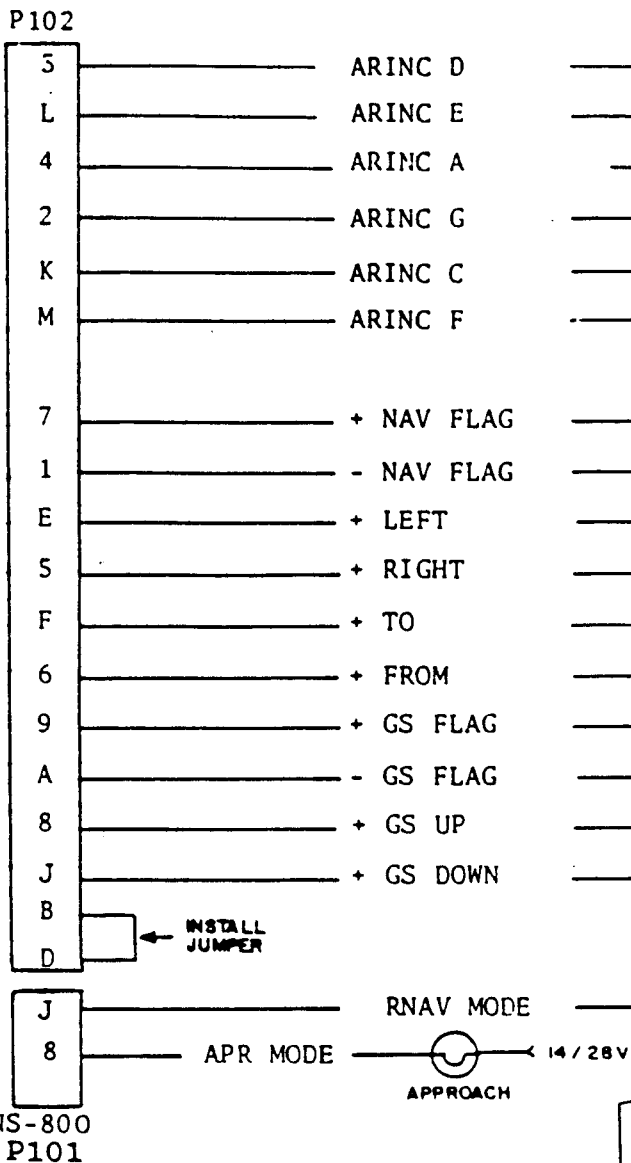 P102
3 ARINC D
L ARINC E
4 ARINC A
2 ARINC G
K ARINC C
M ARINC F
7 + NAV FLAG
1 - NAV FLAG
E + LEFT
5 + RIGHT
F + TO
6 + FROM
9 + GS FLAG
A - GS FLAG
8 + GS UP
J + GS DOWN
B
INSTALL
JUMPER
D
J RNAV MODE
8 APR MODE 14/28V
APPROACH
NS-800
P101